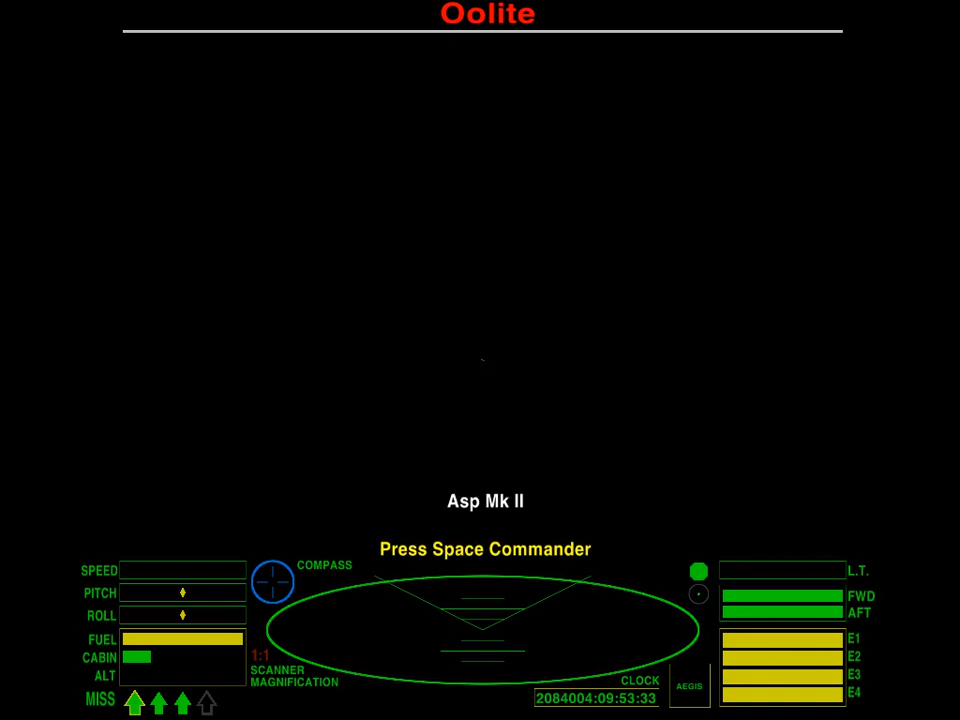 Oolite
Asp Mk II
Press Space Commander
SPEED
PITCH
ROLL
FUEL
CABIN
ALT
MISS
COMPASS
1:1
SCANNER
MAGNIFICATION
CLOCK
2084004:09:53:33
AEGIS
L.T.
FWD
AFT
E1
E2
E3
E4